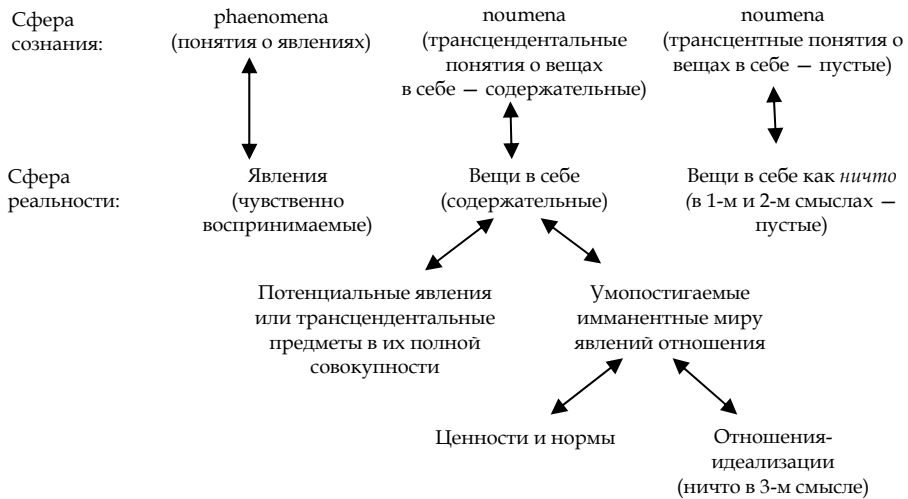 Сфера
сознания:
phaenomena
(понятия о явлениях)
noumena
(трансцендентальные
понятия о вещах
в себе — содержательные)
noumena
(трансцентные понятия о
вещах в себе — пустые)
Сфера
реальности:
Явления
(чувственно
воспринимаемые)
Вещи в себе
(содержательные)
Вещи в себе как ничто
(в 1-м и 2-м смыслах —
пустые)
Потенциальные явления
или трансцендентальные
предметы в их полной
совокупности
Умопостигаемые
имманентные миру
явлений отношения
Ценности и нормы
Отношения-
идеализации
(ничто в 3-м смысле)